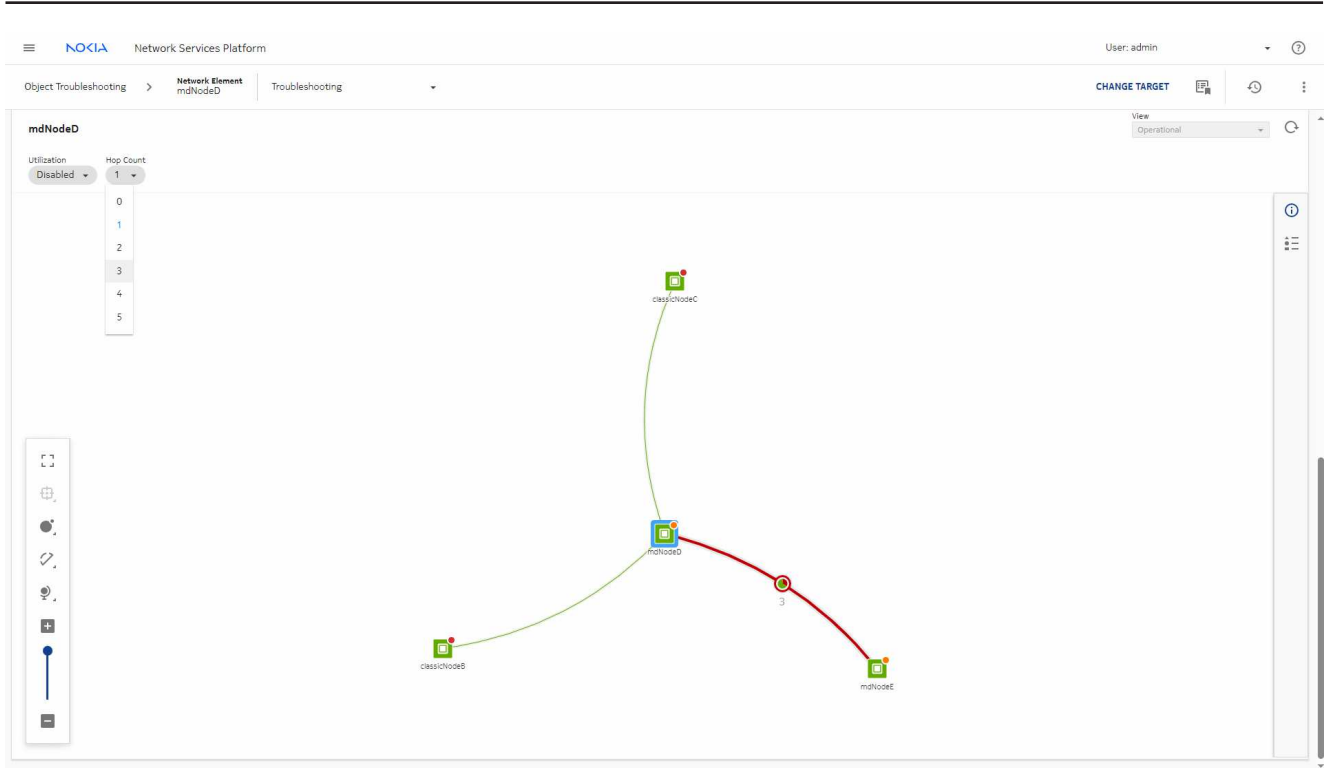 NOKIA Network Services Platform User: admin
Object Troubleshooting > Network Element mdNodeD Troubleshooting CHANGE TARGET
mdNodeD
View
Operational
Utilization Hop Count
Disabled 1
0
1
2
3
4
5
classicNodeC
mdNodeD
3
classicNodeB
mdNodeE